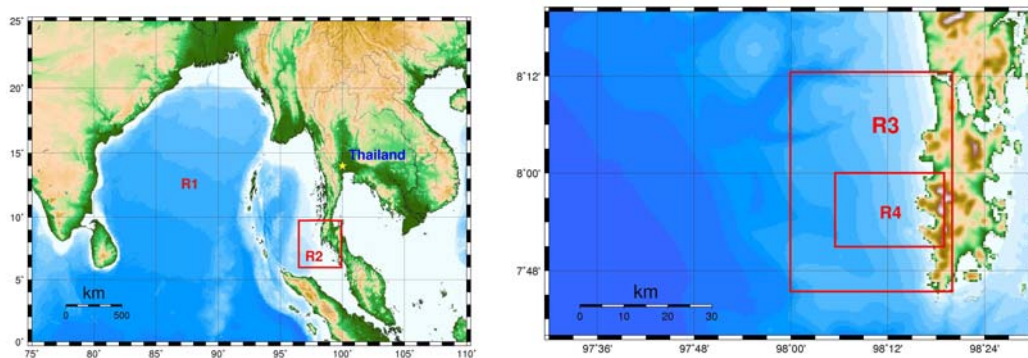 25˚
20˚
15˚
10˚
5˚
0˚
Thailand
R1
R2
km
0 500
75˚ 80˚ 85˚ 90˚ 95˚ 100˚ 105˚ 110˚
8˚12'
8˚00'
7˚48'
R3
R4
km
0 10 20 30
97˚36' 97˚48' 98˚00' 98˚12' 98˚24'